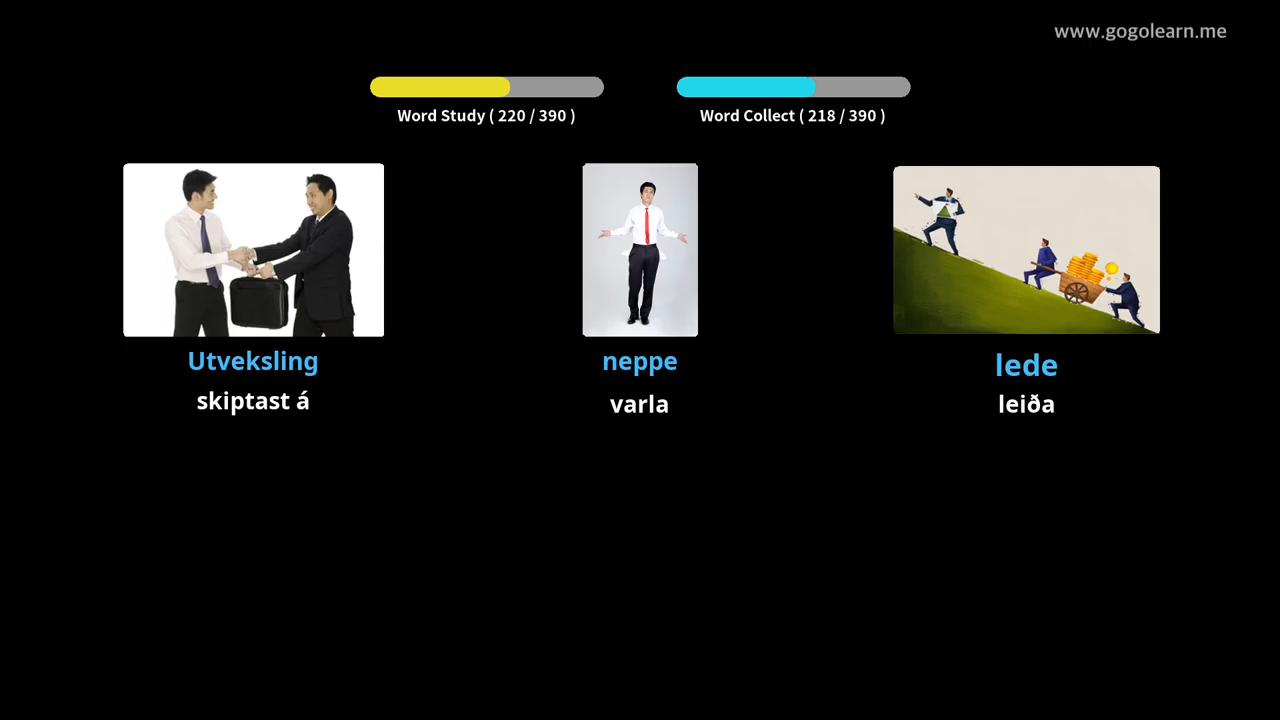 www.gogolearn.me
Word Study ( 220 / 390 )
Word Collect ( 218 / 390 )
Utveksling
skiptast á
neppe
varla
lede
leiða